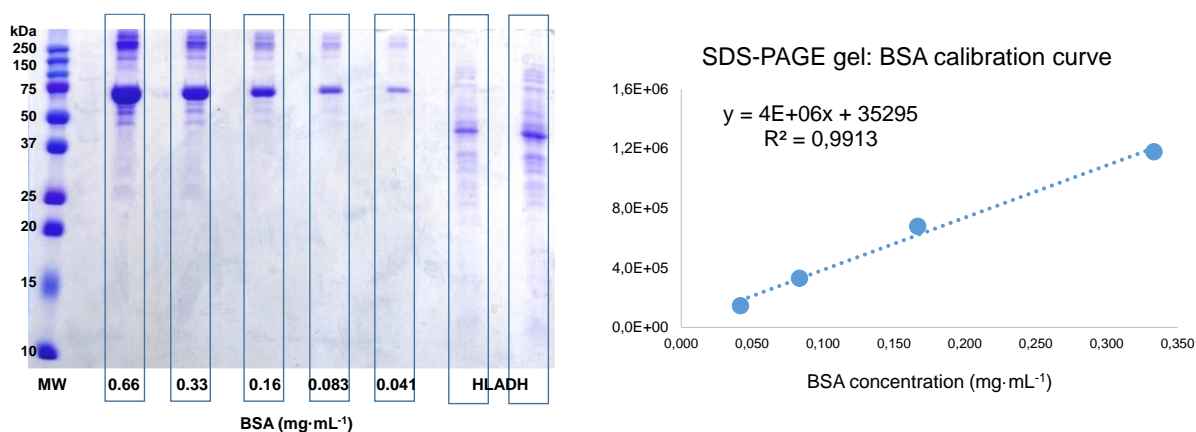 kDa
250
150
75
50
37
25
20
15
10
MW 0.66 0.33 0.16 0.083 0.041 HLADH
BSA (mg·mL⁻¹)
SDS-PAGE gel: BSA calibration curve
y = 4E+06x + 35295
R² = 0,9913
1,6E+06
1,2E+06
8,0E+05
4,0E+05
0,0E+00
0,000 0,050 0,100 0,150 0,200 0,250 0,300 0,350
BSA concentration (mg·mL⁻¹)